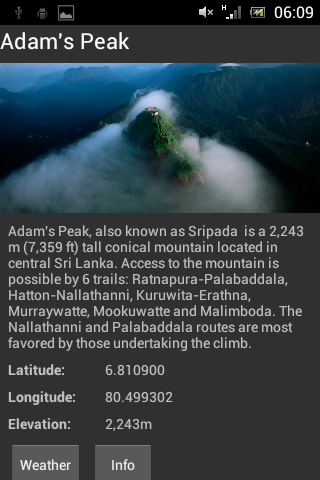 H 06:09
Adam's Peak
Adam's Peak, also known as Sripada is a 2,243
m (7,359 ft) tall conical mountain located in
central Sri Lanka. Access to the mountain is
possible by 6 trails: Ratnapura-Palabaddala,
Hatton-Nallathanni, Kuruwita-Erathna,
Murraywatte, Mookuwatte and Malimboda. The
Nallathanni and Palabaddala routes are most
favored by those undertaking the climb.
Latitude: 6.810900
Longitude: 80.499302
Elevation: 2,243m
Weather Info